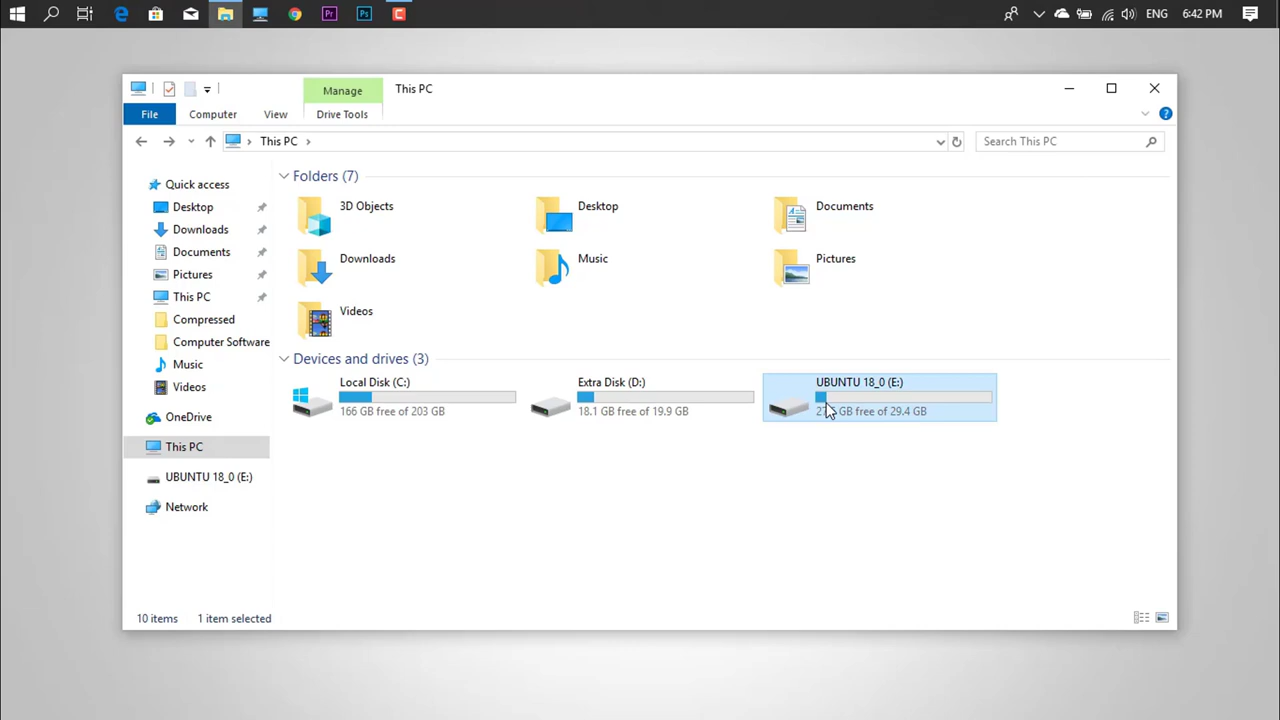 ENG 6:42 PM
Pr Ps
Manage This PC
File Computer View Drive Tools
This PC Search This PC
Quick access
Desktop
Downloads
Documents
Pictures
This PC
Compressed
Computer Software
Music
Videos
OneDrive
This PC
UBUNTU 18_0 (E:)
Network
Folders (7)
3D Objects Desktop Documents
Downloads Music Pictures
Videos
Devices and drives (3)
Local Disk (C:) Extra Disk (D:) UBUNTU 18_0 (E:)
166 GB free of 203 GB 18.1 GB free of 19.9 GB GB free of 29.4 GB
10 items 1 item selected